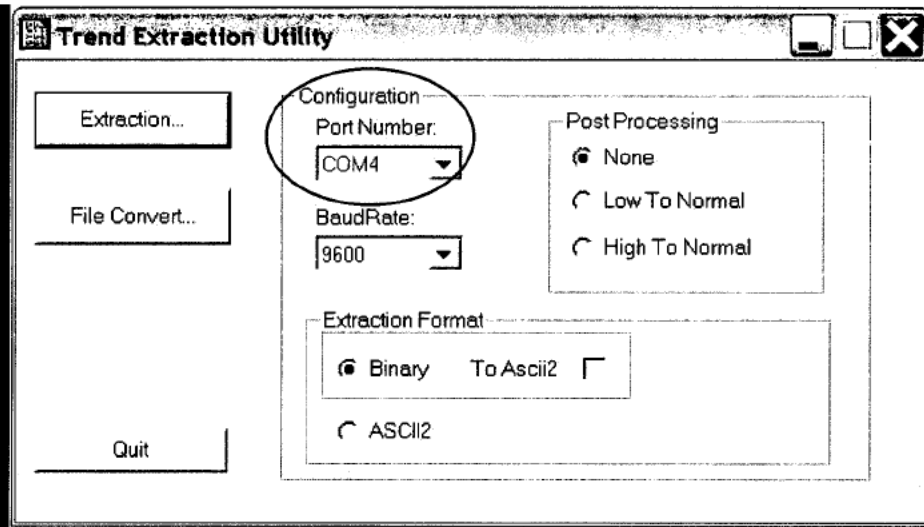 Trend Extraction Utility
Extraction...
File Convert...
Quit
Configuration
Port Number:
COM4
BaudRate:
9600
Post Processing
None
Low To Normal
High To Normal
Extraction Format
Binary To Ascii2
ASCII2